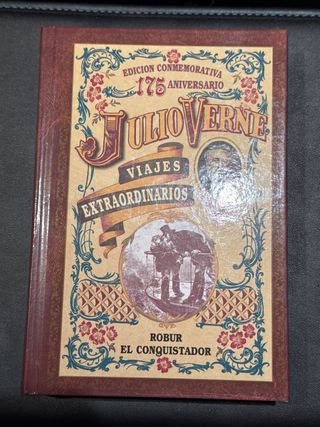 EDICION CONMEMORATIVA
175 ANIVERSARIO
JULIO VERNE
VIAJES
EXTRAORDINARIOS
ROBUR
EL CONQUISTADOR